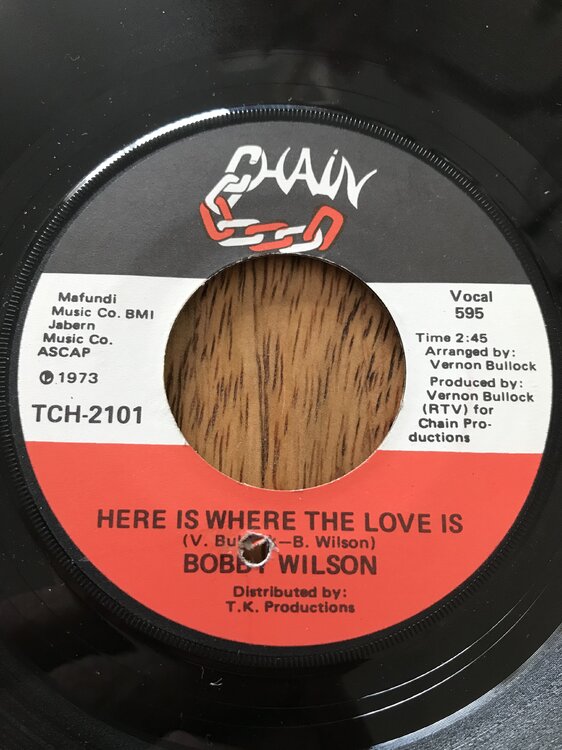 CHAIN
Mafundi
Music Co. BMI
Jabern
Music Co.
ASCAP
℗ 1973
TCH-2101
Vocal
595
Time 2:45
Arranged by:
Vernon Bullock
Produced by:
Vernon Bullock
(RTV) for
Chain Pro-
ductions
HERE IS WHERE THE LOVE IS
(V. — B. Wilson)
BOBBY WILSON
Distributed by:
T.K. Productions